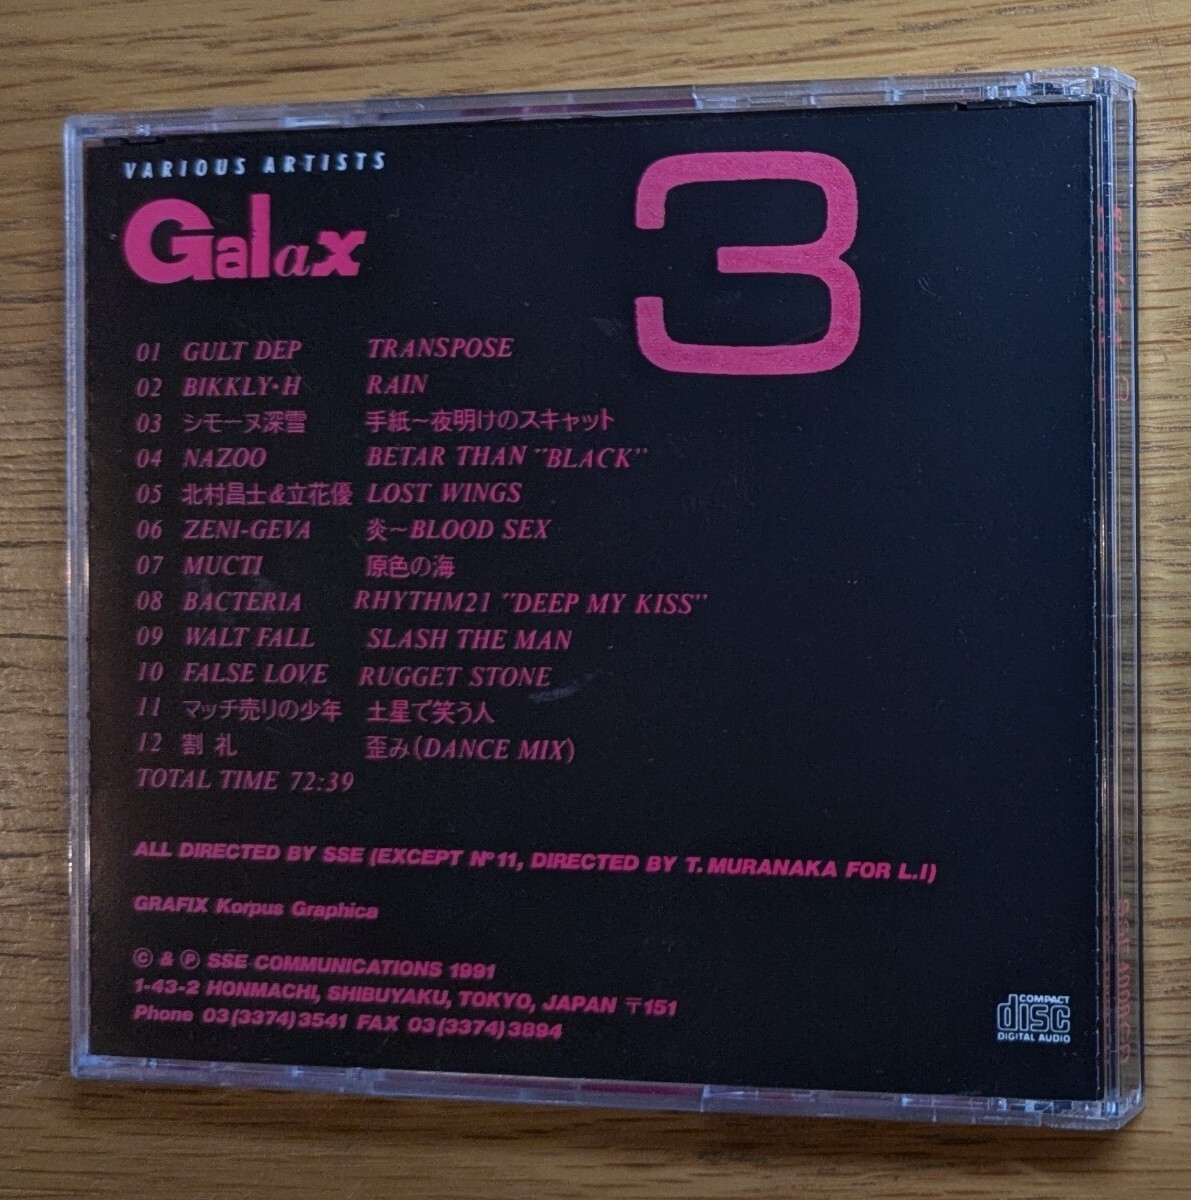 VARIOUS ARTISTS
Galax
3
01 GULT DEP TRANSPOSE
02 BIKKLY・H RAIN
03 シモーヌ深雪 手紙〜夜明けのスキャット
04 NAZOO BETAR THAN "BLACK"
05 北村昌士&立花優 LOST WINGS
06 ZENI-GEVA 炎〜BLOOD SEX
07 MUCTI 原色の海
08 BACTERIA RHYTHM21 "DEEP MY KISS"
09 WALT FALL SLASH THE MAN
10 FALSE LOVE RUGGET STONE
11 マッチ売りの少年 土星で笑う人
12 割礼 歪み(DANCE MIX)
TOTAL TIME 72:39
ALL DIRECTED BY SSE (EXCEPT Nº11, DIRECTED BY T. MURANAKA FOR L.I)
GRAFIX Korpus Graphica
© & ℗ SSE COMMUNICATIONS 1991
1-43-2 HONMACHI, SHIBUYAKU, TOKYO, JAPAN 〒151
Phone 03(3374)3541 FAX 03(3374)3894
COMPACT
disc
DIGITAL AUDIO